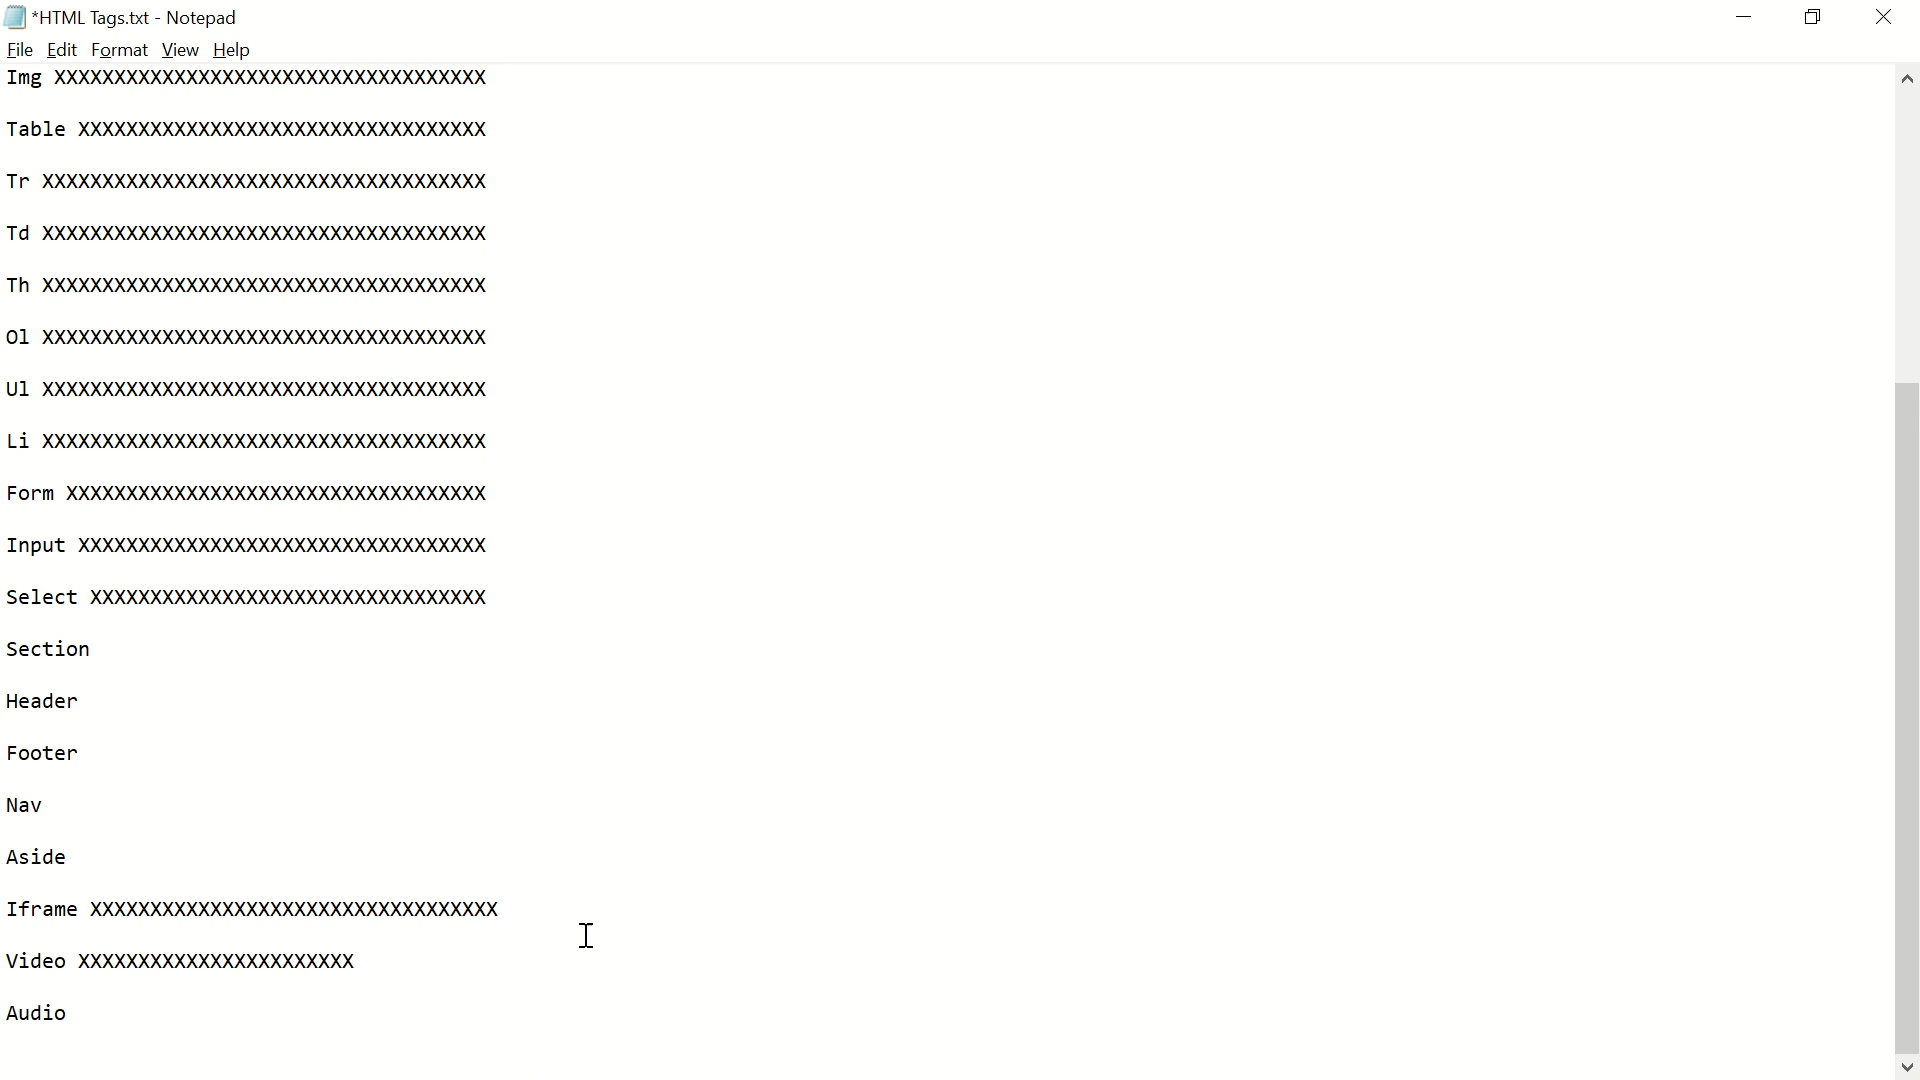 *HTML Tags.txt - Notepad
File Edit Format View Help
Img XXXXXXXXXXXXXXXXXXXXXXXXXXXXXXXXXXXX
Table XXXXXXXXXXXXXXXXXXXXXXXXXXXXXXXXXX
Tr XXXXXXXXXXXXXXXXXXXXXXXXXXXXXXXXXXXXX
Td XXXXXXXXXXXXXXXXXXXXXXXXXXXXXXXXXXXXX
Th XXXXXXXXXXXXXXXXXXXXXXXXXXXXXXXXXXXXX
Ol XXXXXXXXXXXXXXXXXXXXXXXXXXXXXXXXXXXXX
Ul XXXXXXXXXXXXXXXXXXXXXXXXXXXXXXXXXXXXX
Li XXXXXXXXXXXXXXXXXXXXXXXXXXXXXXXXXXXXX
Form XXXXXXXXXXXXXXXXXXXXXXXXXXXXXXXXXXX
Input XXXXXXXXXXXXXXXXXXXXXXXXXXXXXXXXXX
Select XXXXXXXXXXXXXXXXXXXXXXXXXXXXXXXXX
Section
Header
Footer
Nav
Aside
Iframe XXXXXXXXXXXXXXXXXXXXXXXXXXXXXXXXXX
Video XXXXXXXXXXXXXXXXXXXXXXX
Audio